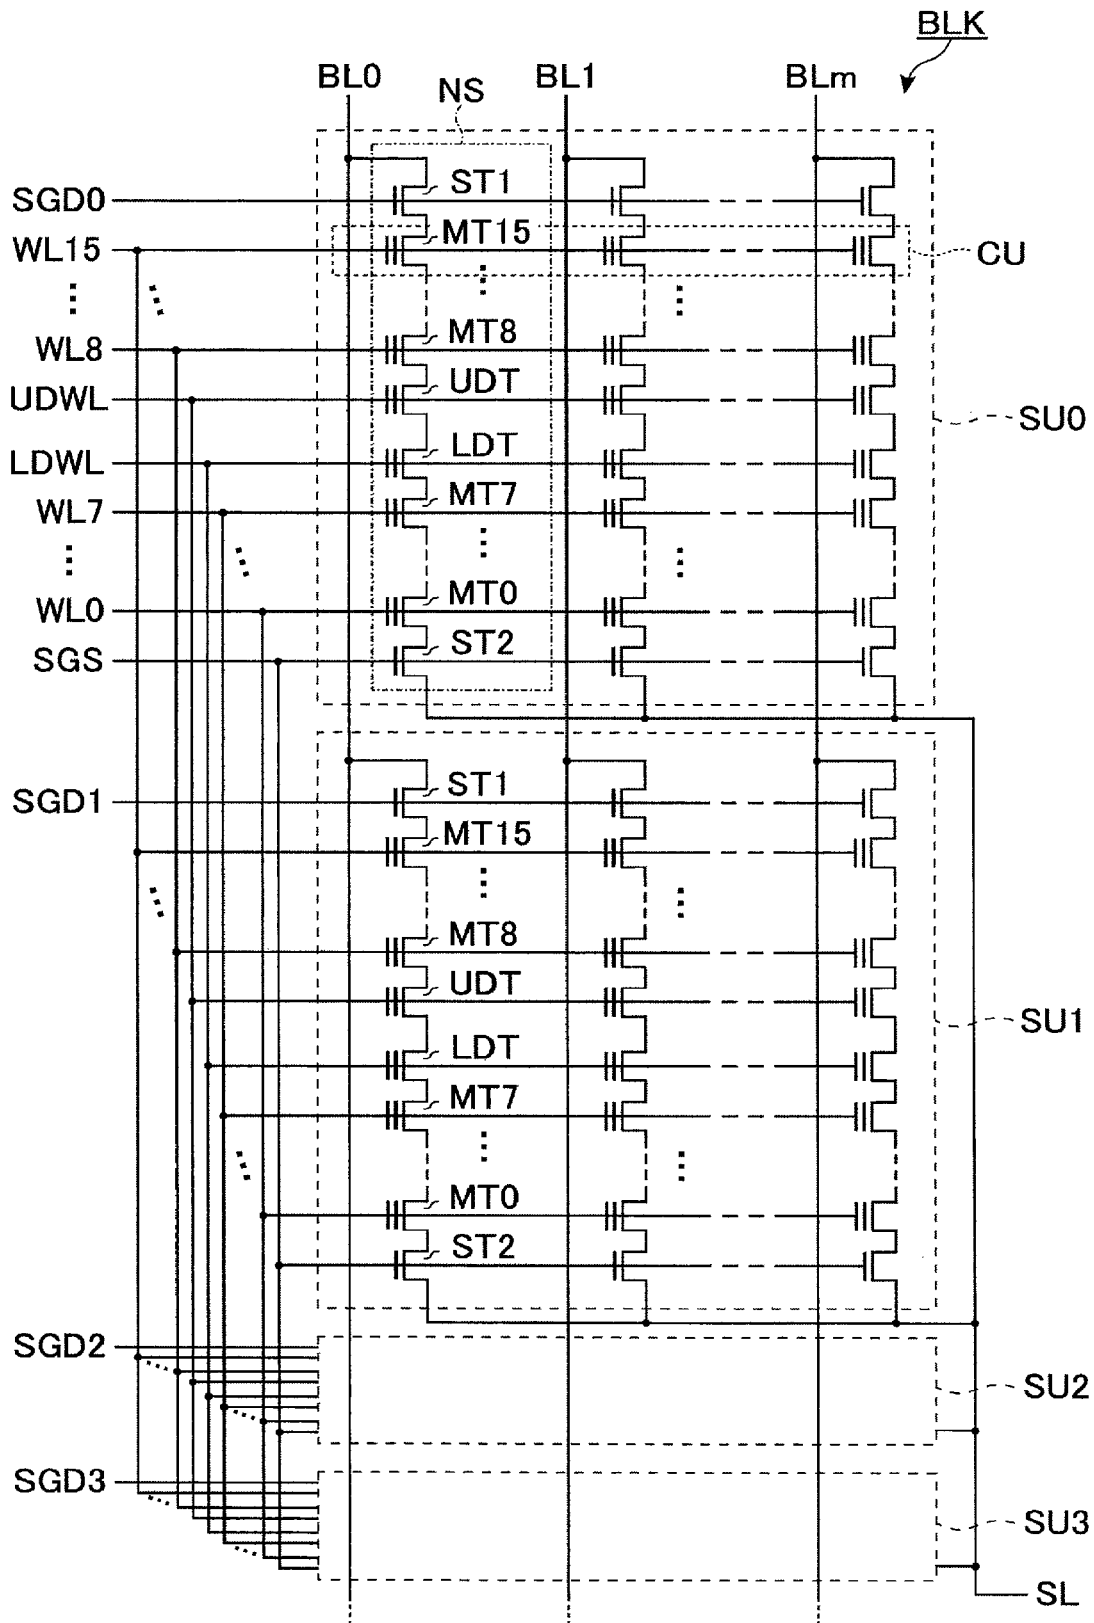 BLK
BL0 NS BL1 BLm
SGD0 ST1
WL15 MT15 CU
WL8 MT8
UDWL UDT SU0
LDWL LDT
WL7 MT7
WL0 MT0
SGS ST2
SGD1 ST1
MT15
MT8
UDT SU1
LDT
MT7
MT0
ST2
SGD2
SU2
SGD3
SU3
SL